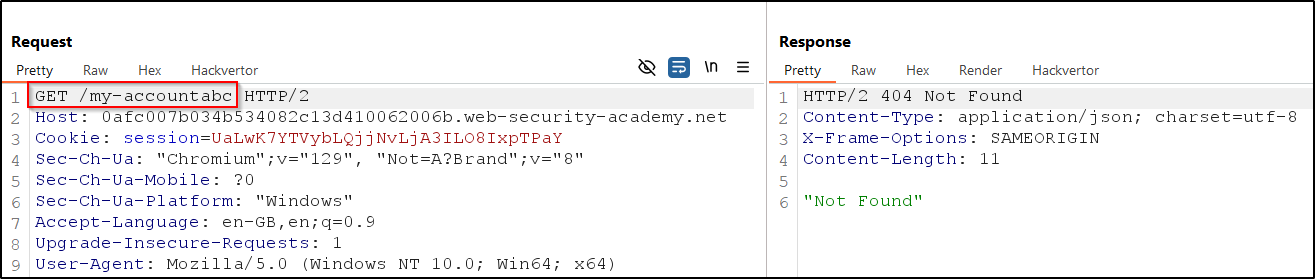 Request
Pretty Raw Hex Hackvertor
\n
1 GET /my-accountabc HTTP/2
2 Host: 0afc007b034b534082c13d410062006b.web-security-academy.net
3 Cookie: session=UaLwK7YTVybLQjjNvLjA3ILO8IxpTPaY
4 Sec-Ch-Ua: "Chromium";v="129", "Not=A?Brand";v="8"
5 Sec-Ch-Ua-Mobile: ?0
6 Sec-Ch-Ua-Platform: "Windows"
7 Accept-Language: en-GB,en;q=0.9
8 Upgrade-Insecure-Requests: 1
9 User-Agent: Mozilla/5.0 (Windows NT 10.0; Win64; x64)
Response
Pretty Raw Hex Render Hackvertor
1 HTTP/2 404 Not Found
2 Content-Type: application/json; charset=utf-8
3 X-Frame-Options: SAMEORIGIN
4 Content-Length: 11
5
6 "Not Found"